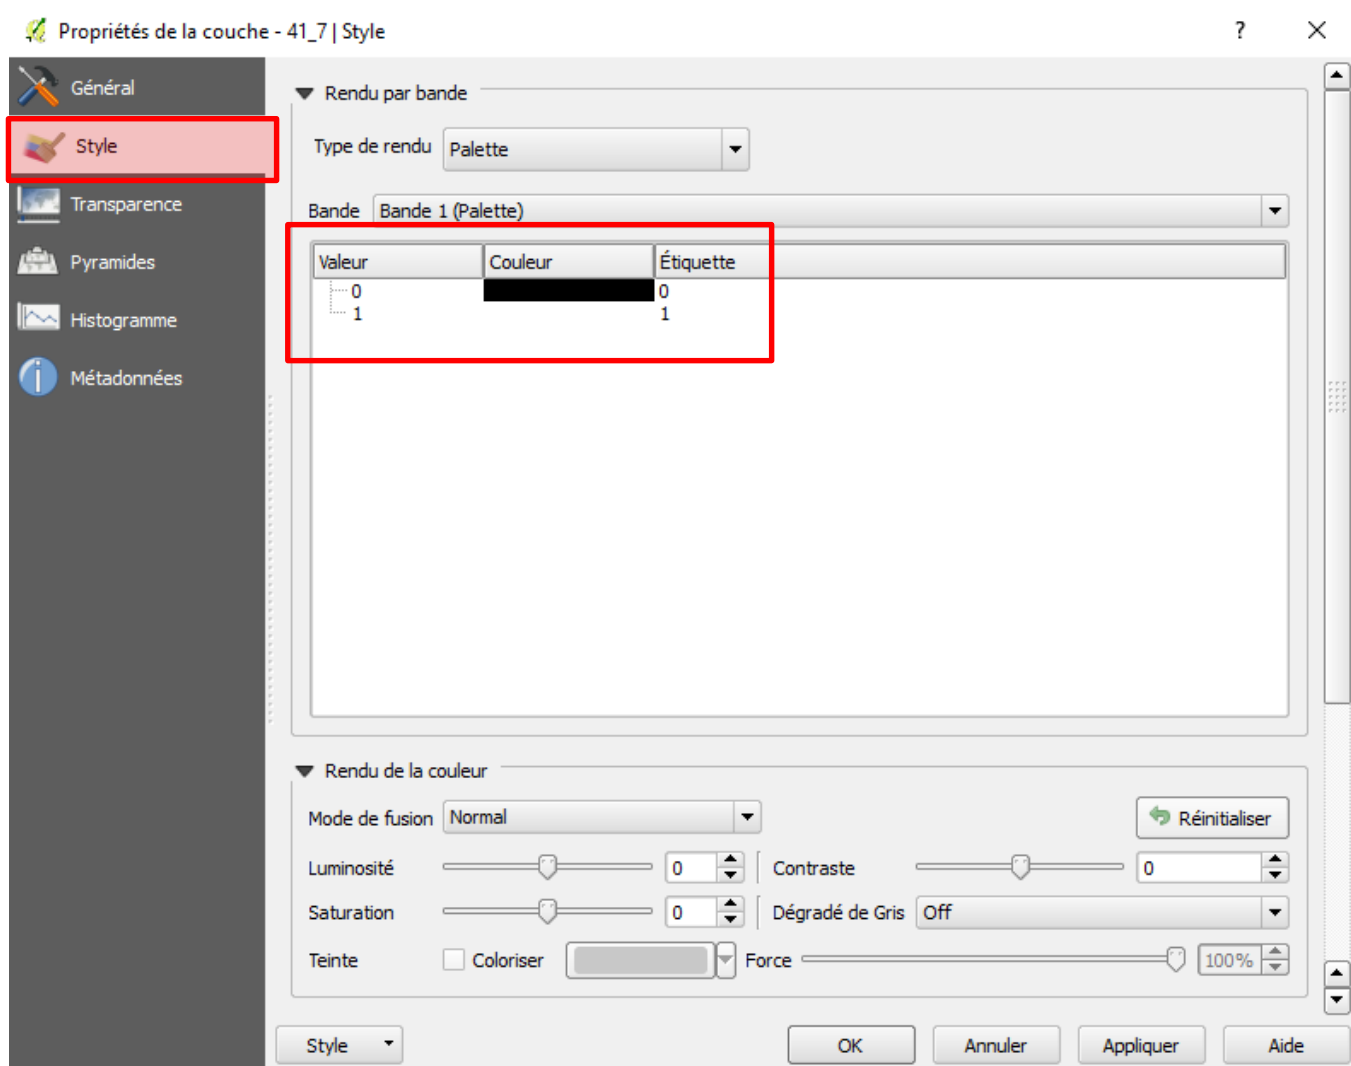 Propriétés de la couche - 41_7 | Style
?
Général
Style
Transparence
Pyramides
Histogramme
Métadonnées
Rendu par bande
Type de rendu Palette
Bande Bande 1 (Palette)
Valeur Couleur Étiquette
0 0
1 1
Rendu de la couleur
Mode de fusion Normal Réinitialiser
Luminosité 0 Contraste 0
Saturation 0 Dégradé de Gris Off
Teinte Coloriser Force 100%
Style OK Annuler Appliquer Aide